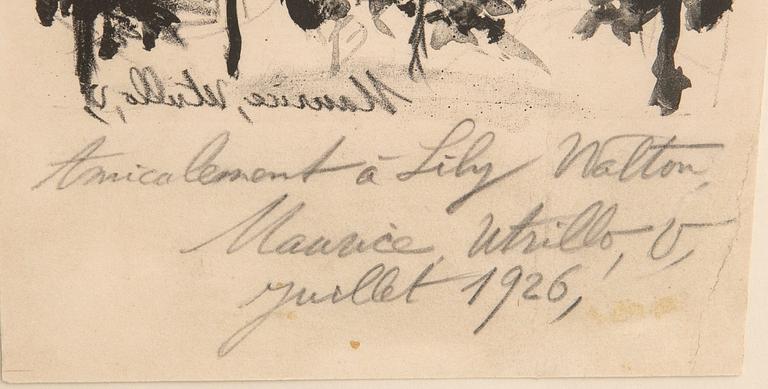 Maurice, Utrillo, V,
Amicalement à Lily Walton,
Maurice, Utrillo, V,
Juillet 1926,